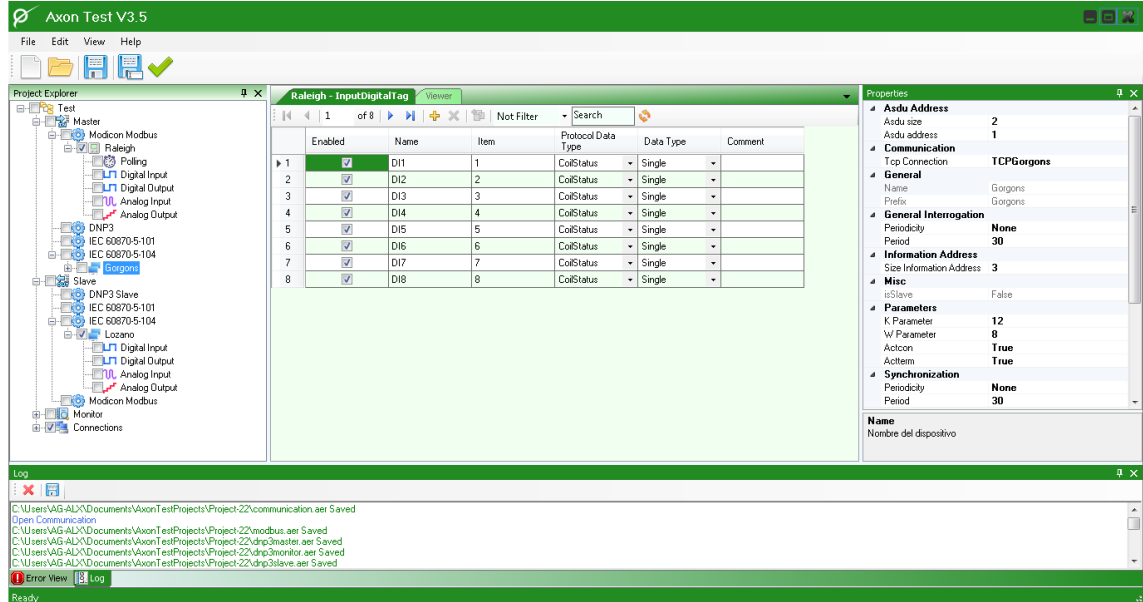 Axon Test V3.5
File Edit View Help
Project Explorer
Test
Master
Modicon Modbus
Raleigh
Polling
Digital Input
Digital Output
Analog Input
Analog Output
DNP3
IEC 60870-5-101
IEC 60870-5-104
Gorgons
Slave
DNP3 Slave
IEC 60870-5-101
IEC 60870-5-104
Lozano
Digital Input
Digital Output
Analog Input
Analog Output
Modicon Modbus
Monitor
Connections
Raleigh - InputDigitalTag Viewer
1 of 8 Not Filter Search
Enabled Name Item Protocol Data Type Data Type Comment
1 DI1 1 CoilStatus Single
2 DI2 2 CoilStatus Single
3 DI3 3 CoilStatus Single
4 DI4 4 CoilStatus Single
5 DI5 5 CoilStatus Single
6 DI6 6 CoilStatus Single
7 DI7 7 CoilStatus Single
8 DI8 8 CoilStatus Single
Properties
Asdu Address
Asdu size 2
Asdu address 1
Communication
Tcp Connection TCPGorgons
General
Name Gorgons
Prefix Gorgons
General Interrogation
Periodicity None
Period 30
Information Address
Size Information Address 3
Misc
isSlave False
Parameters
K Parameter 12
W Parameter 8
Actcon True
Actterm True
Synchronization
Periodicity None
Period 30
Name
Nombre del dispositivo
Log
C:\Users\AG-ALX\Documents\AxonTestProjects\Project-22\communication.aer Saved
Open Communication
C:\Users\AG-ALX\Documents\AxonTestProjects\Project-22\modbus.aer Saved
C:\Users\AG-ALX\Documents\AxonTestProjects\Project-22\dnp3master.aer Saved
C:\Users\AG-ALX\Documents\AxonTestProjects\Project-22\dnp3monitor.aer Saved
C:\Users\AG-ALX\Documents\AxonTestProjects\Project-22\dnp3slave.aer Saved
Error View Log
Ready